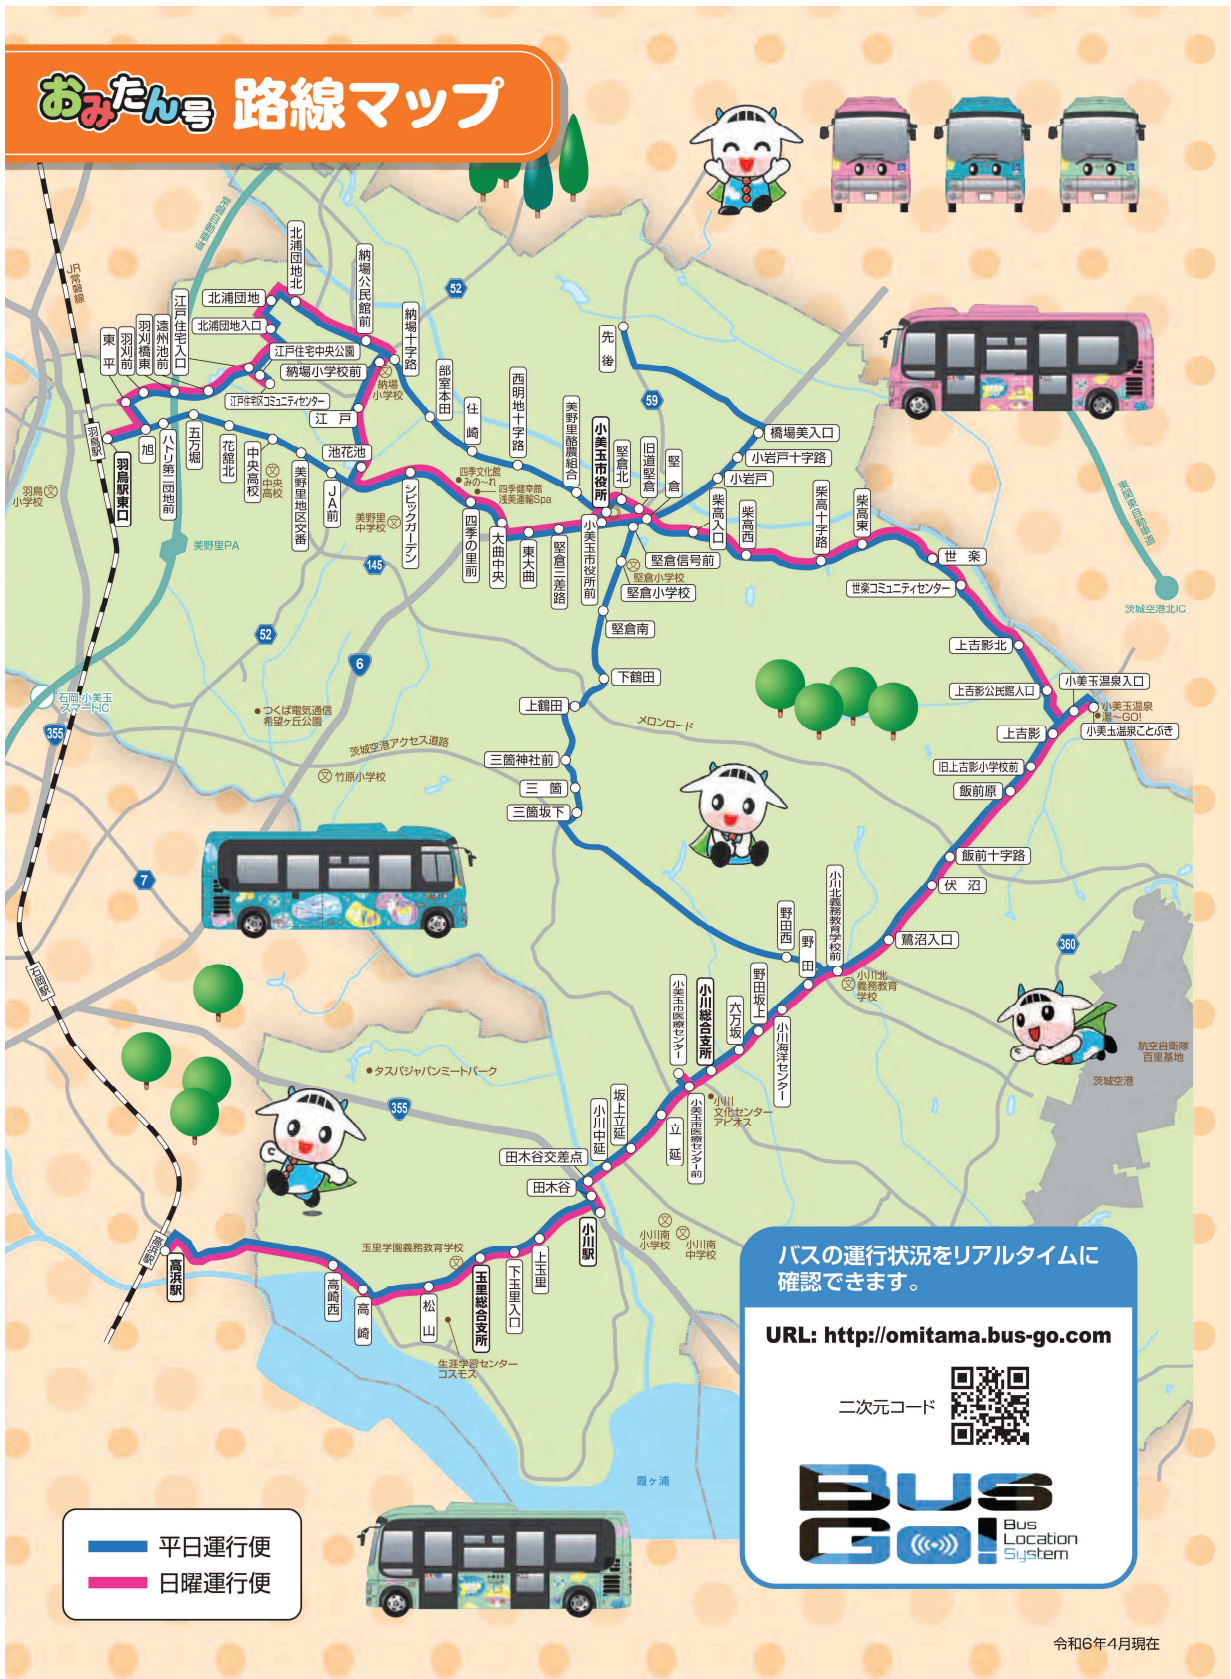 おみたん号 路線マップ
JR常磐線
常磐自動車道
北浦団地北
納場公民館前
北浦団地
北浦団地入口
江戸住宅入口
遠州池前
羽刈橋東
羽刈前
東平
江戸住宅中央公園
納場小学校前
納場十字路
納場小学校
江戸住宅区コミュニティセンター
江戸
池花池
羽鳥駅
羽鳥駅東口
羽鳥小学校
旭
ハトリ第二団地前
五万堀
花館北
中央高校
中央高校
美野里地区交番
JA前
美野里中学校
シビックガーデン
四季文化館みの~れ
四季健幸館
浅美運輸Spa
四季の里前
大曲中央
東大曲
堅倉三差路
小美玉市役所前
部室本田
住崎
西明地十字路
美野里酪農組合
小美玉市役所
堅倉北
旧道堅倉
堅倉
先後
52
59
橋場美入口
小岩戸十字路
小岩戸
柴高入口
柴高西
柴高十字路
柴高東
世楽
世楽コミュニティセンター
堅倉信号前
堅倉小学校
堅倉小学校
堅倉南
下鶴田
上鶴田
三箇神社前
三箇
三箇坂下
上吉影北
上吉影公民館入口
小美玉温泉入口
小美玉温泉
湯~GO!
小美玉温泉ことぶき
上吉影
旧上吉影小学校前
飯前原
飯前十字路
伏沼
鷺沼入口
東関東自動車道
茨城空港北IC
美野里PA
145
52
6
石岡・小美玉
スマートIC
355
つくば電気通信
希望ヶ丘公園
茨城空港アクセス道路
竹原小学校
メロンロード
7
360
石岡駅
小川北義務教育学校前
小川北
義務教育
学校
野田西
野田
野田坂上
六万坂
小川海洋センター
小川総合支所
小美玉市医療センター
小美玉市医療センター前
小川
文化センター
アピオス
立延
坂上立延
小川中延
田木谷交差点
田木谷
小川駅
小川南
小学校
小川南
中学校
航空自衛隊
百里基地
茨城空港
タスパジャパンミートパーク
355
玉里学園義務教育学校
上玉里
下玉里入口
玉里総合支所
松山
高崎
高崎西
高浜駅
高浜駅
生涯学習センター
コスモス
霞ヶ浦
バスの運行状況をリアルタイムに
確認できます。
URL: http://omitama.bus-go.com
二次元コード
BUS
GO!
Bus
Location
System
平日運行便
日曜運行便
令和6年4月現在